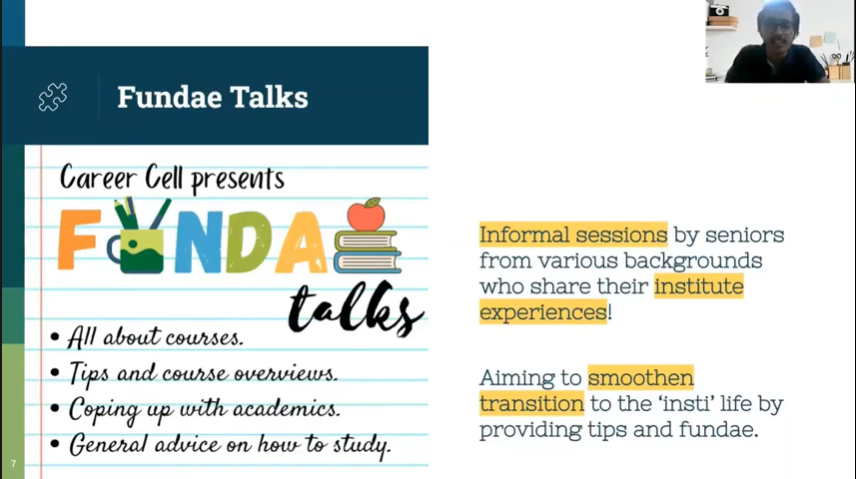 Fundae Talks
Career Cell presents
FUNDAE
talks
• All about courses.
• Tips and course overviews.
• Coping up with academics.
• General advice on how to study.
7
Informal sessions by seniors
from various backgrounds
who share their institute
experiences!
Aiming to smoothen
transition to the ‘insti’ life by
providing tips and fundae.